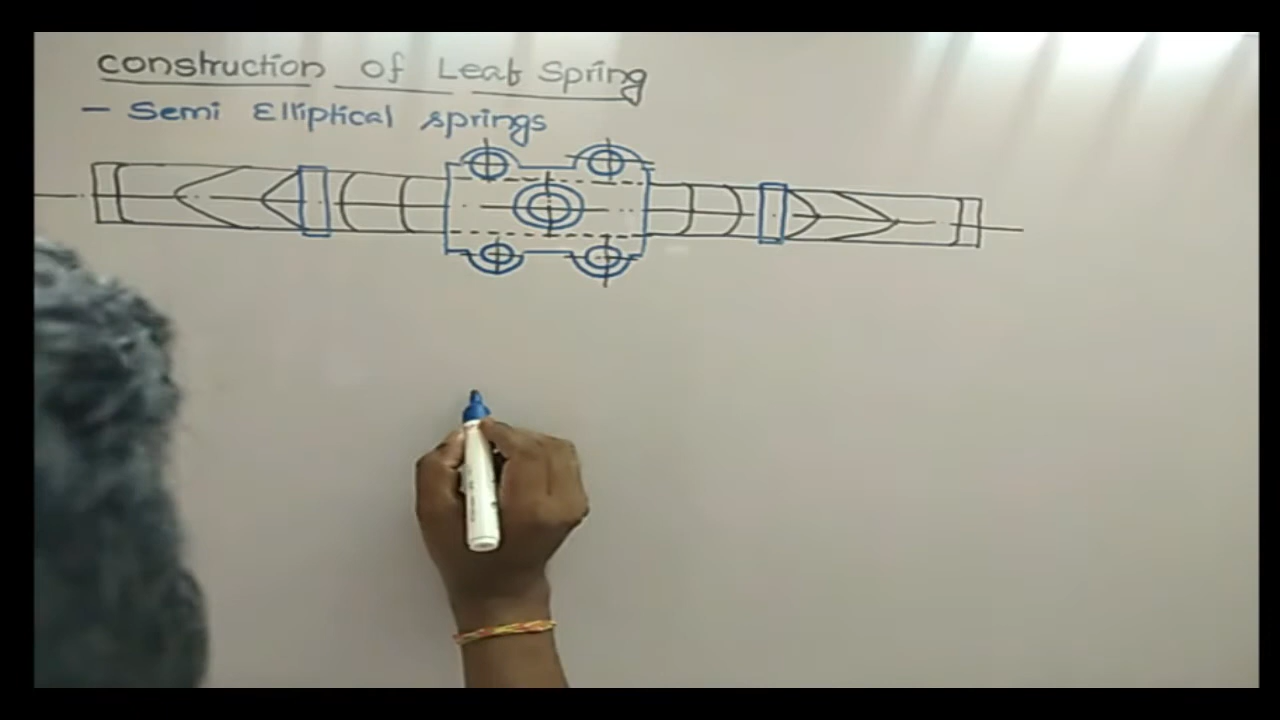 construction of Leaf Spring
- Semi Elliptical springs